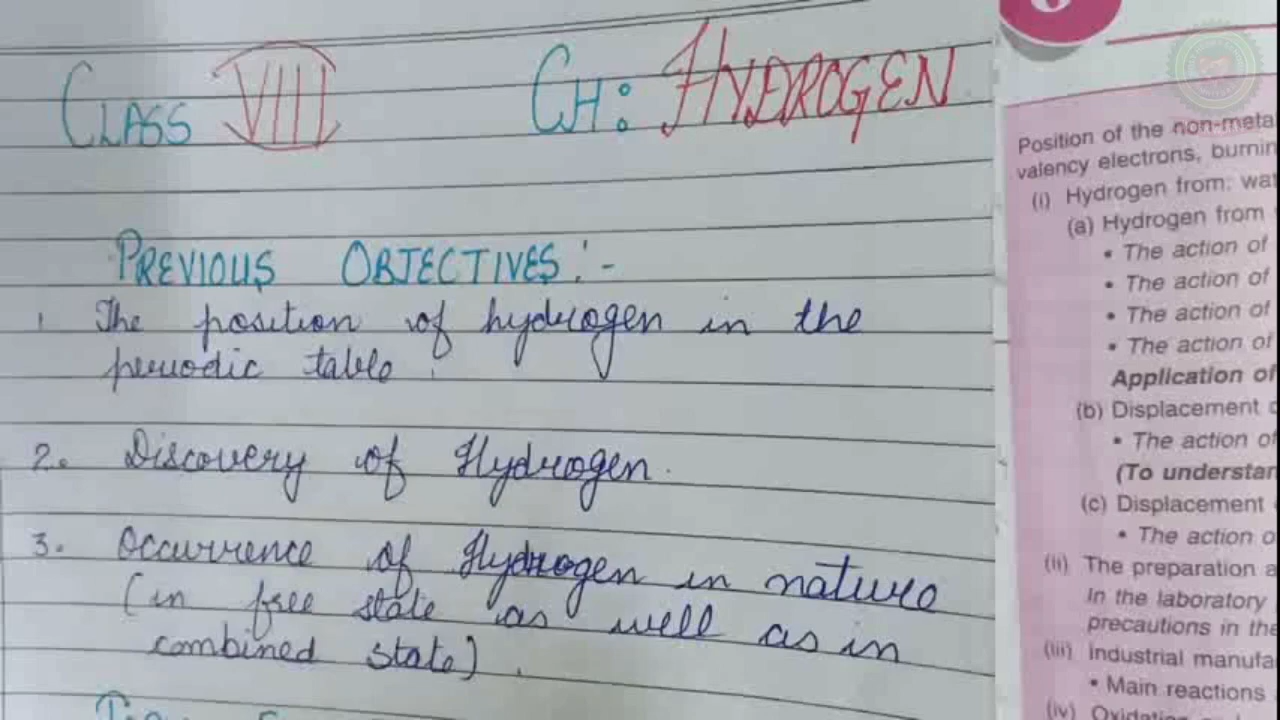 CLASS VIII CH: HYDROGEN
PREVIOUS OBJECTIVES:-
1. The position of hydrogen in the
periodic table.
2. Discovery of Hydrogen.
3. Occurrence of Hydrogen in nature
(in free state as well as in
combined state).
Position of the non-meta
valency electrons, burnin
(i) Hydrogen from: wat
(a) Hydrogen from
• The action of
• The action of
• The action of
• The action of
Application of
(b) Displacement
• The action of
(To understan
(c) Displacement
• The action o
(ii) The preparation a
In the laboratory
precautions in the
(iii) Industrial manufa
• Main reactions
(iv) Oxidati